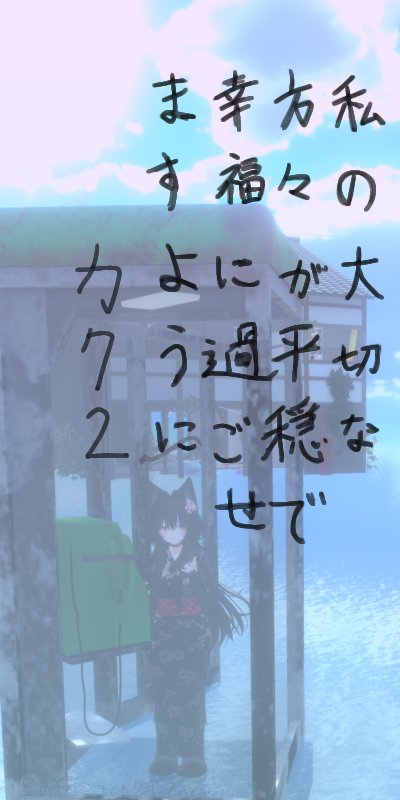 私の大切な
方々が平穏で
幸福に過ごせ
ますように
カク2